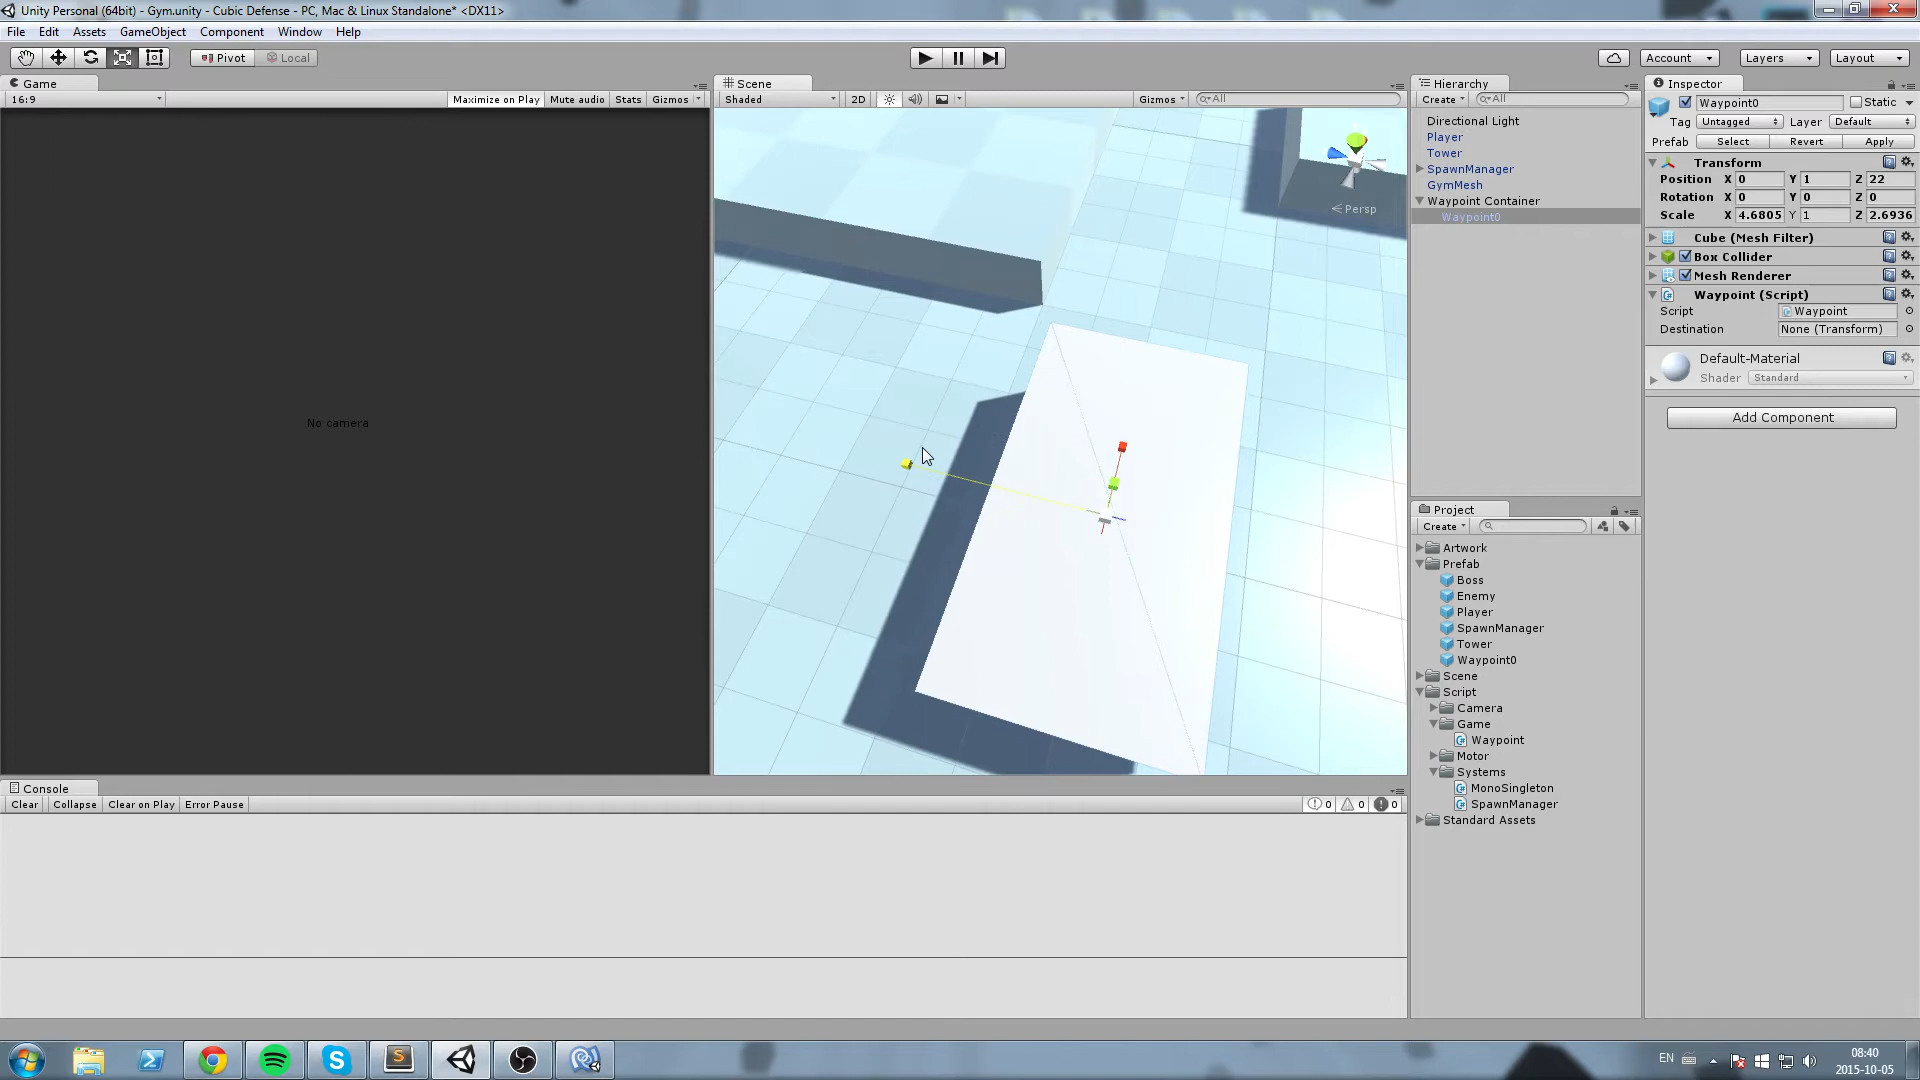 Unity Personal (64bit) - Gym.unity - Cubic Defense - PC, Mac & Linux Standalone* <DX11>
File Edit Assets GameObject Component Window Help
Pivot Local Account Layers Layout
Game
16:9 Maximize on Play Mute audio Stats Gizmos
No camera
Scene
Shaded 2D Gizmos All
Persp
Hierarchy
Create All
Directional Light
Player
Tower
SpawnManager
GymMesh
Waypoint Container
Waypoint0
Project
Create
Artwork
Prefab
Boss
Enemy
Player
SpawnManager
Tower
Waypoint0
Scene
Script
Camera
Game
Waypoint
Motor
Systems
MonoSingleton
SpawnManager
Standard Assets
Inspector
Waypoint0 Static
Tag Untagged Layer Default
Prefab Select Revert Apply
Transform
Position X 0 Y 1 Z 22
Rotation X 0 Y 0 Z 0
Scale X 4.6805 Y 1 Z 2.6936
Cube (Mesh Filter)
Box Collider
Mesh Renderer
Waypoint (Script)
Script Waypoint
Destination None (Transform)
Default-Material
Shader Standard
Add Component
Console
Clear Collapse Clear on Play Error Pause 0 0 0
EN 08:40
2015-10-05